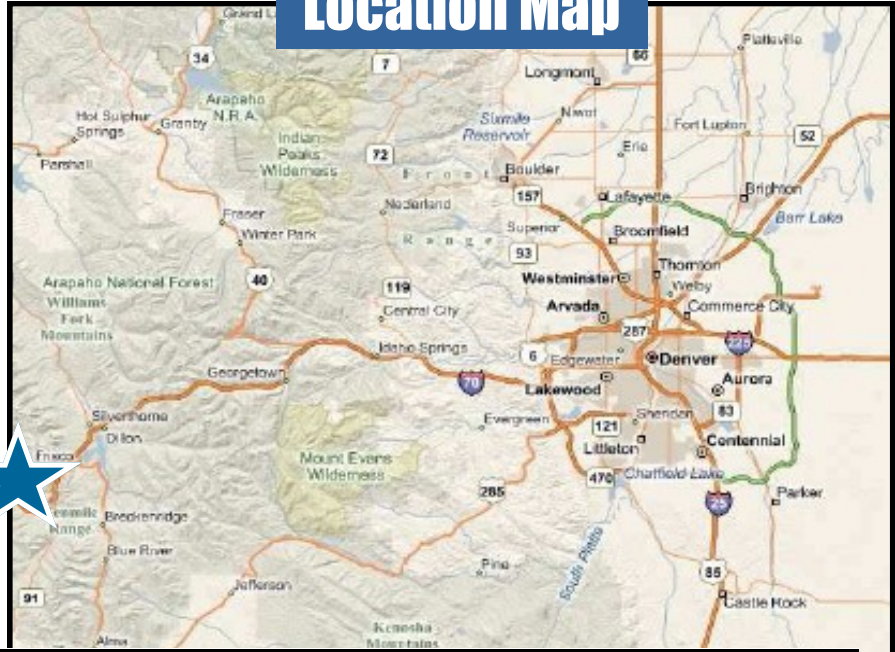 Location Map
Grand L
34
7
66
Platteville
Longmont
Arapaho
N.R.A.
Hot Sulphur
Springs
Granby
Sixmile
Reservoir
Niwot
Fort Lupton
52
Indian
Peaks
Wilderness
72
Erie
Parshall
Front
Boulder
157
Lafayette
Brighton
Nederland
Fraser
Superior
Barr Lake
Winter Park
Range
Broomfield
93
Thornton
Arapaho National Forest
40
119
Westminster
Welby
Williams
Fork
Mountains
Central City
Arvada
Commerce City
287
225
Idaho Springs
6
Edgewater
Denver
Georgetown
70
Lakewood
Aurora
83
Silverthorne
Evergreen
Sheridan
121
Dillon
Littleton
Centennial
Frisco
Mount Evans
Wilderness
470
Chatfield Lake
285
25
Parker
enmile
Range
Breckenridge
Blue River
South Platte
Pine
85
Jefferson
91
Castle Rock
Kenosha
Mountains
Alma